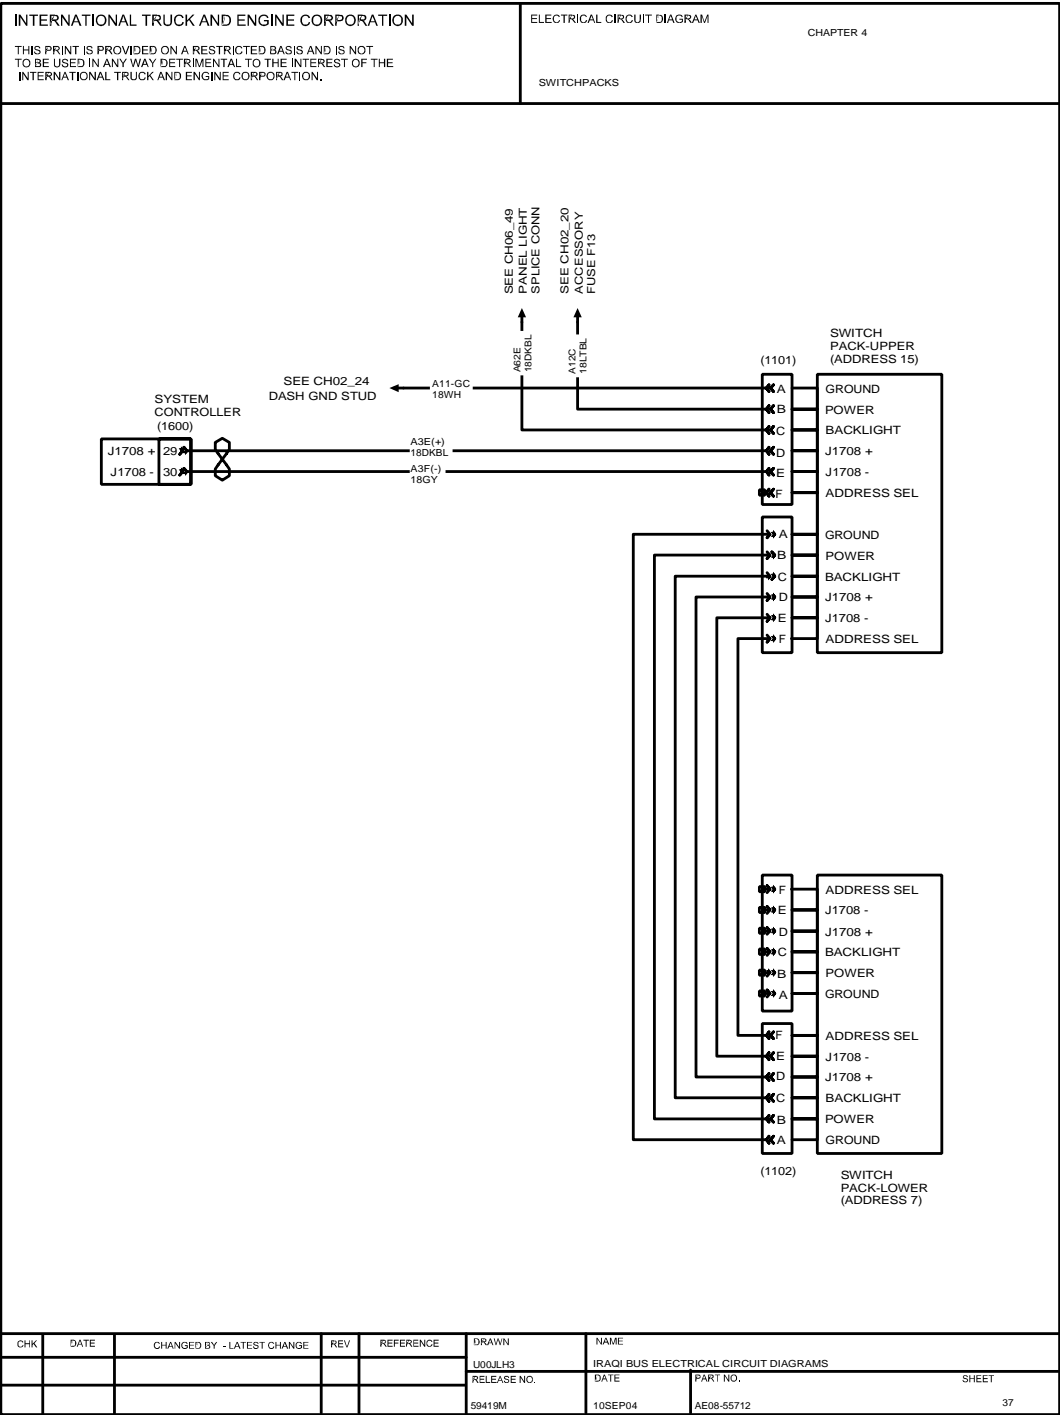 INTERNATIONAL TRUCK AND ENGINE CORPORATION
THIS PRINT IS PROVIDED ON A RESTRICTED BASIS AND IS NOT
TO BE USED IN ANY WAY DETRIMENTAL TO THE INTEREST OF THE
INTERNATIONAL TRUCK AND ENGINE CORPORATION.
ELECTRICAL CIRCUIT DIAGRAM
CHAPTER 4
SWITCHPACKS
SEE CH06_49
PANEL LIGHT
SPLICE CONN
SEE CH02_20
ACCESSORY
FUSE F13
A62E
18DKBL
A12C
18LTBL
SEE CH02_24
DASH GND STUD
A11-GC
18WH
SYSTEM
CONTROLLER
(1600)
J1708 + 29
J1708 - 30
A3E(+)
18DKBL
A3F(-)
18GY
SWITCH
PACK-UPPER
(ADDRESS 15)
(1101)
A GROUND
B POWER
C BACKLIGHT
D J1708 +
E J1708 -
F ADDRESS SEL
A GROUND
B POWER
C BACKLIGHT
D J1708 +
E J1708 -
F ADDRESS SEL
F ADDRESS SEL
E J1708 -
D J1708 +
C BACKLIGHT
B POWER
A GROUND
F ADDRESS SEL
E J1708 -
D J1708 +
C BACKLIGHT
B POWER
A GROUND
(1102)
SWITCH
PACK-LOWER
(ADDRESS 7)
CHK DATE CHANGED BY - LATEST CHANGE REV REFERENCE
DRAWN
U00JLH3
NAME
IRAQI BUS ELECTRICAL CIRCUIT DIAGRAMS
RELEASE NO.
59419M
DATE
10SEP04
PART NO.
AE08-55712
SHEET
37